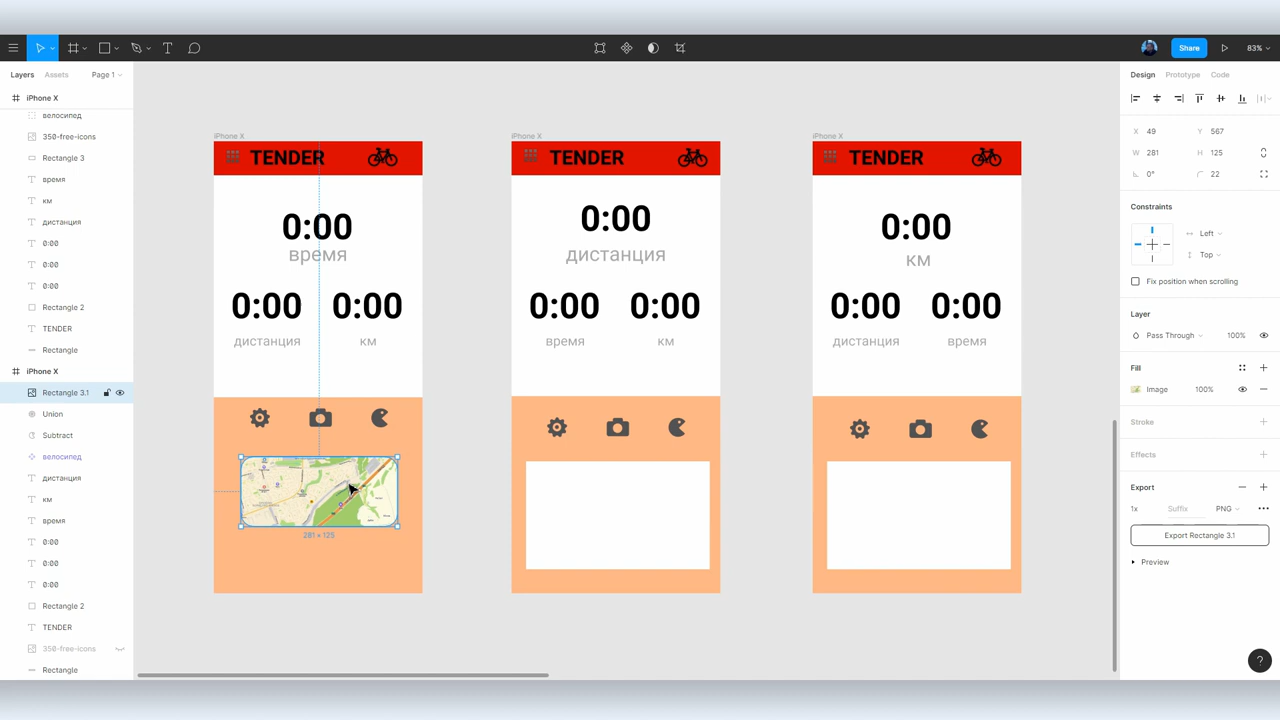 Share
83%
Layers
Assets
Page 1
iPhone X
велосипед
350-free-icons
Rectangle 3
время
км
дистанция
0:00
0:00
0:00
Rectangle 2
TENDER
Rectangle
iPhone X
Rectangle 3.1
Union
Subtract
велосипед
дистанция
км
время
0:00
0:00
0:00
Rectangle 2
TENDER
350-free-icons
Rectangle
iPhone X
TENDER
0:00
время
0:00 0:00
дистанция км
281 × 125
iPhone X
TENDER
0:00
дистанция
0:00 0:00
время км
iPhone X
TENDER
0:00
км
0:00 0:00
дистанция время
Design
Prototype
Code
X 49 Y 567
W 281 H 125
0° 22
Constraints
Left
Top
Fix position when scrolling
Layer
Pass Through 100%
Fill
Image 100%
Stroke
Effects
Export
1x Suffix PNG
Export Rectangle 3.1
Preview
?